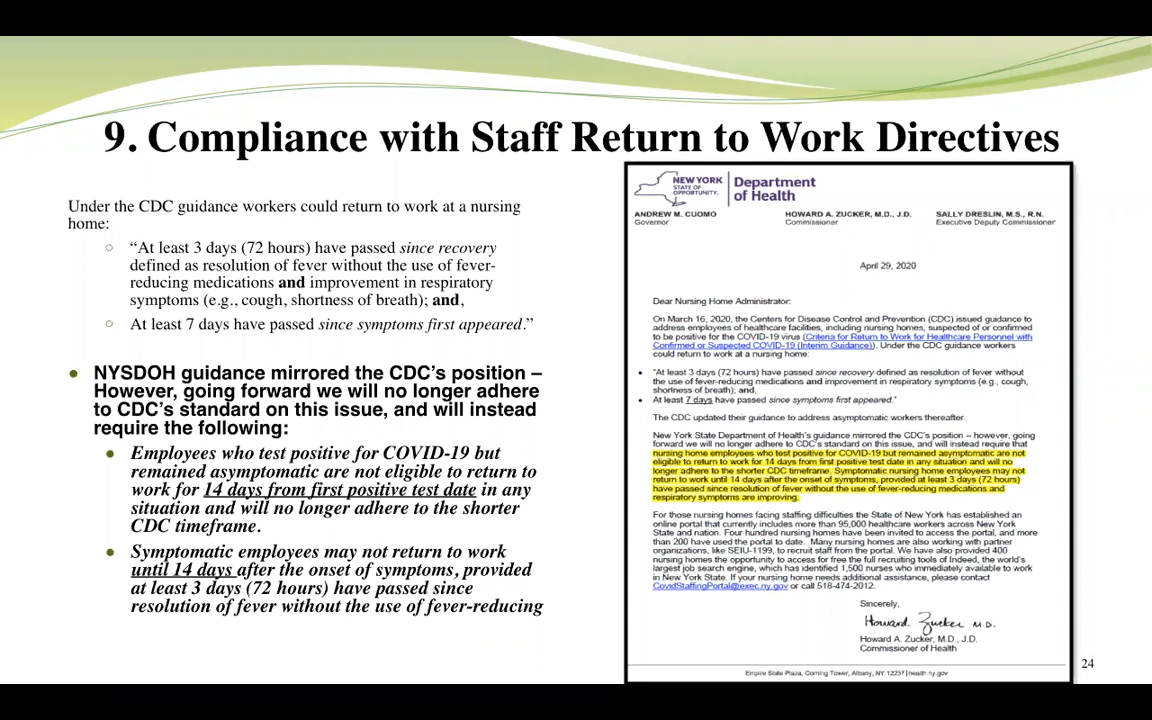 9. Compliance with Staff Return to Work Directives
Under the CDC guidance workers could return to work at a nursing
home:
○ “At least 3 days (72 hours) have passed since recovery
defined as resolution of fever without the use of fever-
reducing medications and improvement in respiratory
symptoms (e.g., cough, shortness of breath); and,
○ At least 7 days have passed since symptoms first appeared.”
● NYSDOH guidance mirrored the CDC’s position –
However, going forward we will no longer adhere
to CDC’s standard on this issue, and will instead
require the following:
● Employees who test positive for COVID-19 but
remained asymptomatic are not eligible to return to
work for 14 days from first positive test date in any
situation and will no longer adhere to the shorter
CDC timeframe.
● Symptomatic employees may not return to work
until 14 days after the onset of symptoms, provided
at least 3 days (72 hours) have passed since
resolution of fever without the use of fever-reducing
NEW YORK
STATE OF
OPPORTUNITY.
Department
of Health
ANDREW M. CUOMO
Governor
HOWARD A. ZUCKER, M.D., J.D.
Commissioner
SALLY DRESLIN, M.S., R.N.
Executive Deputy Commissioner
April 29, 2020
Dear Nursing Home Administrator:
On March 16, 2020, the Centers for Disease Control and Prevention (CDC) issued guidance to
address employees of healthcare facilities, including nursing homes, suspected of or confirmed
to be positive for the COVID-19 virus (Criteria for Return to Work for Healthcare Personnel with
Confirmed or Suspected COVID-19 (Interim Guidance)). Under the CDC guidance workers
could return to work at a nursing home:
• “At least 3 days (72 hours) have passed since recovery defined as resolution of fever without
the use of fever-reducing medications and improvement in respiratory symptoms (e.g., cough,
shortness of breath); and,
• At least 7 days have passed since symptoms first appeared.”
The CDC updated their guidance to address asymptomatic workers thereafter.
New York State Department of Health’s guidance mirrored the CDC’s position – however, going
forward we will no longer adhere to CDC’s standard on this issue, and will instead require that
nursing home employees who test positive for COVID-19 but remained asymptomatic are not
eligible to return to work for 14 days from first positive test date in any situation and will no
longer adhere to the shorter CDC timeframe. Symptomatic nursing home employees may not
return to work until 14 days after the onset of symptoms, provided at least 3 days (72 hours)
have passed since resolution of fever without the use of fever-reducing medications and
respiratory symptoms are improving.
For those nursing homes facing staffing difficulties the State of New York has established an
online portal that currently includes more than 95,000 healthcare workers across New York
State and nation. Four hundred nursing homes have been invited to access the portal, and more
than 200 have used the portal to date. Many nursing homes are also working with partner
organizations, like SEIU-1199, to recruit staff from the portal. We have also provided 400
nursing homes the opportunity to access for free the full recruiting tools of Indeed, the world’s
largest job search engine, which has identified 1,500 nurses who immediately available to work
in New York State. If your nursing home needs additional assistance, please contact
CovidStaffingPortal@exec.ny.gov or call 518-474-2012.
Sincerely,
Howard Zucker M.D.
Howard A. Zucker, M.D., J.D.
Commissioner of Health
Empire State Plaza, Corning Tower, Albany, NY 12237 | health.ny.gov
24